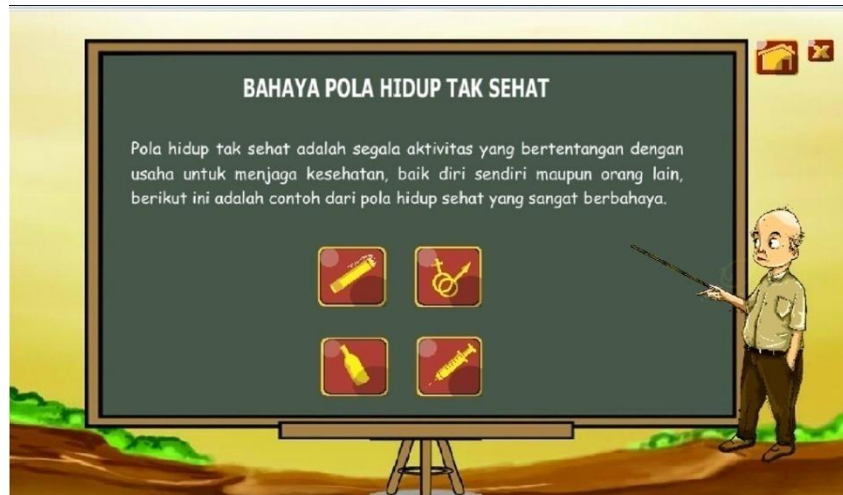 BAHAYA POLA HIDUP TAK SEHAT
Pola hidup tak sehat adalah segala aktivitas yang bertentangan dengan
usaha untuk menjaga kesehatan, baik diri sendiri maupun orang lain,
berikut ini adalah contoh dari pola hidup sehat yang sangat berbahaya.